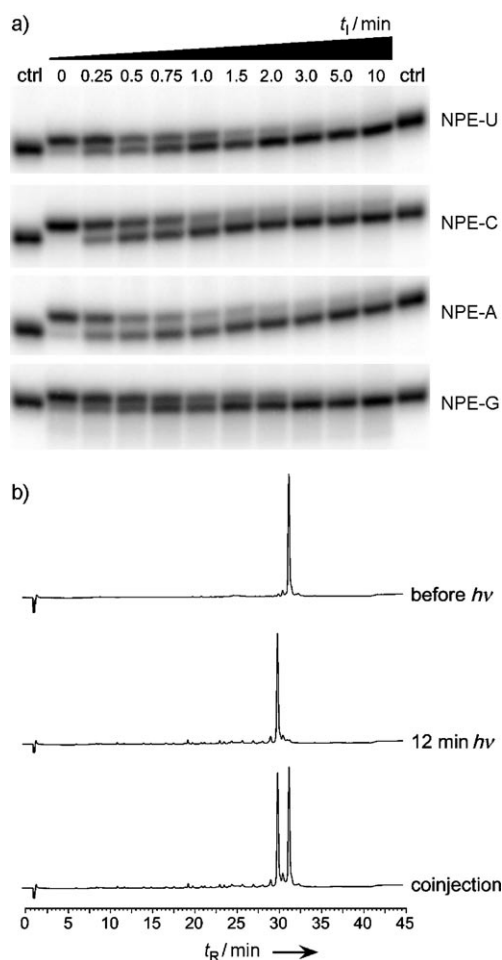 a)
t_I / min
ctrl 0 0.25 0.5 0.75 1.0 1.5 2.0 3.0 5.0 10 ctrl
NPE-U
NPE-C
NPE-A
NPE-G
b)
before hν
12 min hν
coinjection
0 5 10 15 20 25 30 35 40 45
t_R / min